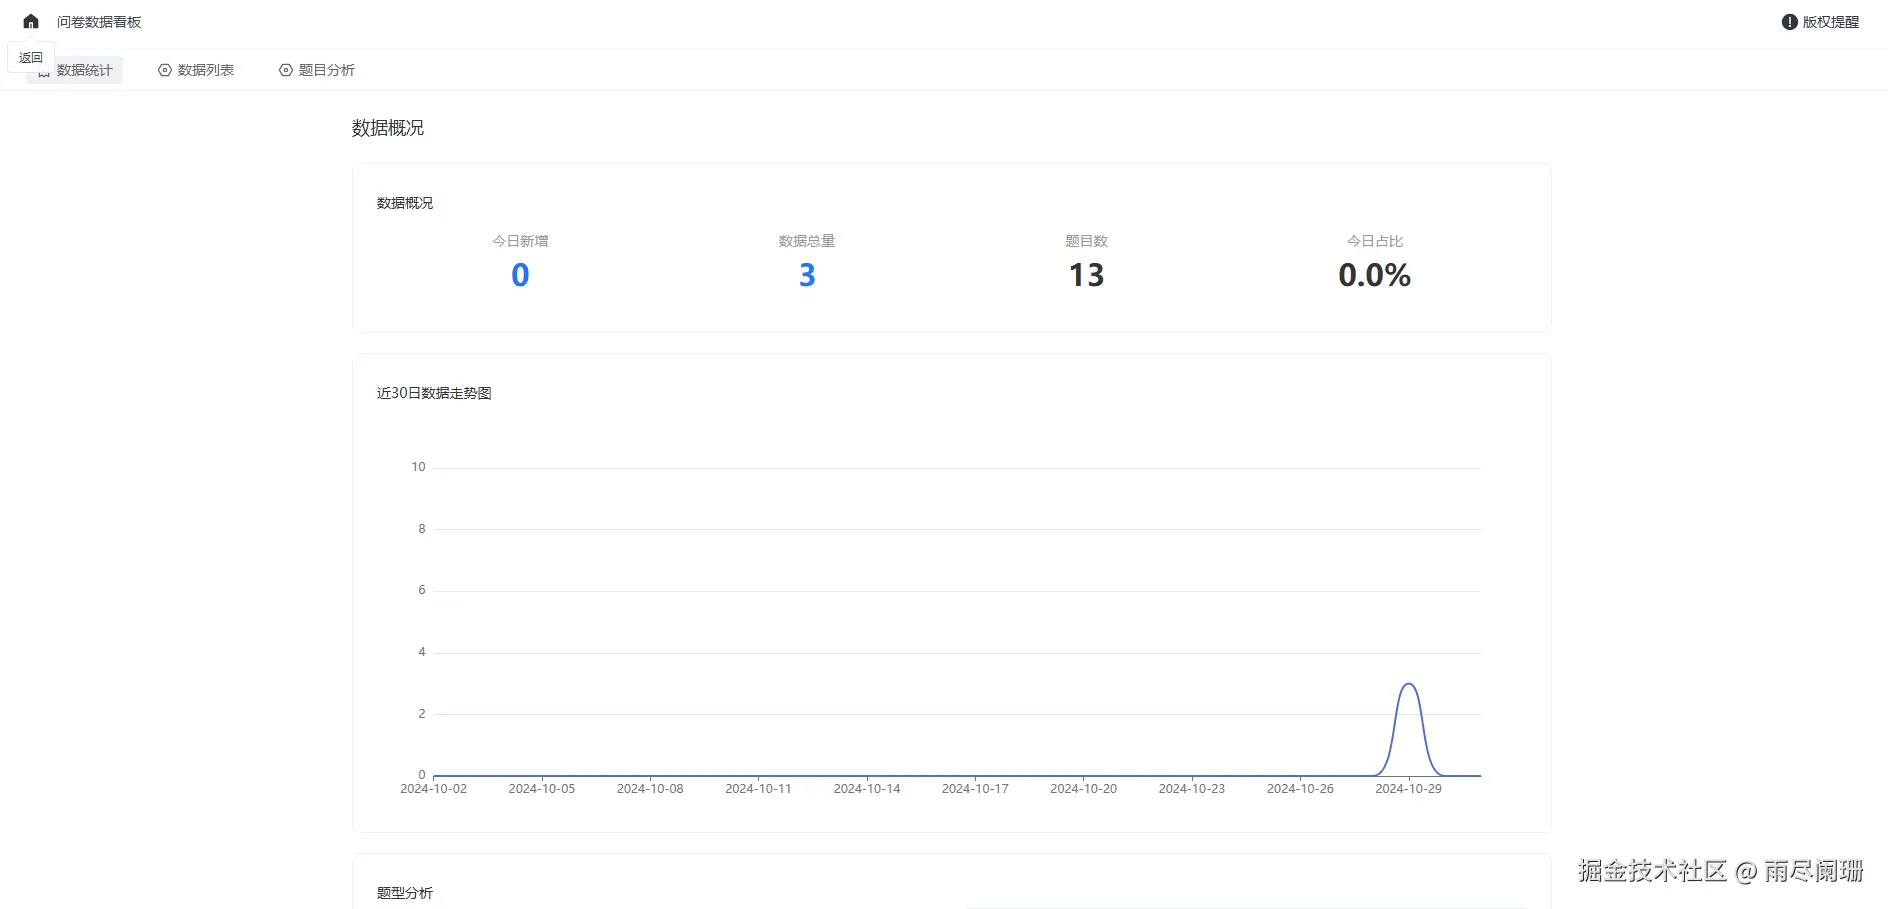 问卷数据看板
版权提醒
返回
数据统计
数据列表
题目分析
数据概况
数据概况
今日新增
数据总量
题目数
今日占比
0
3
13
0.0%
近30日数据走势图
10
8
6
4
2
0
2024-10-02
2024-10-05
2024-10-08
2024-10-11
2024-10-14
2024-10-17
2024-10-20
2024-10-23
2024-10-26
2024-10-29
题型分析
掘金技术社区 @ 雨尽阑珊